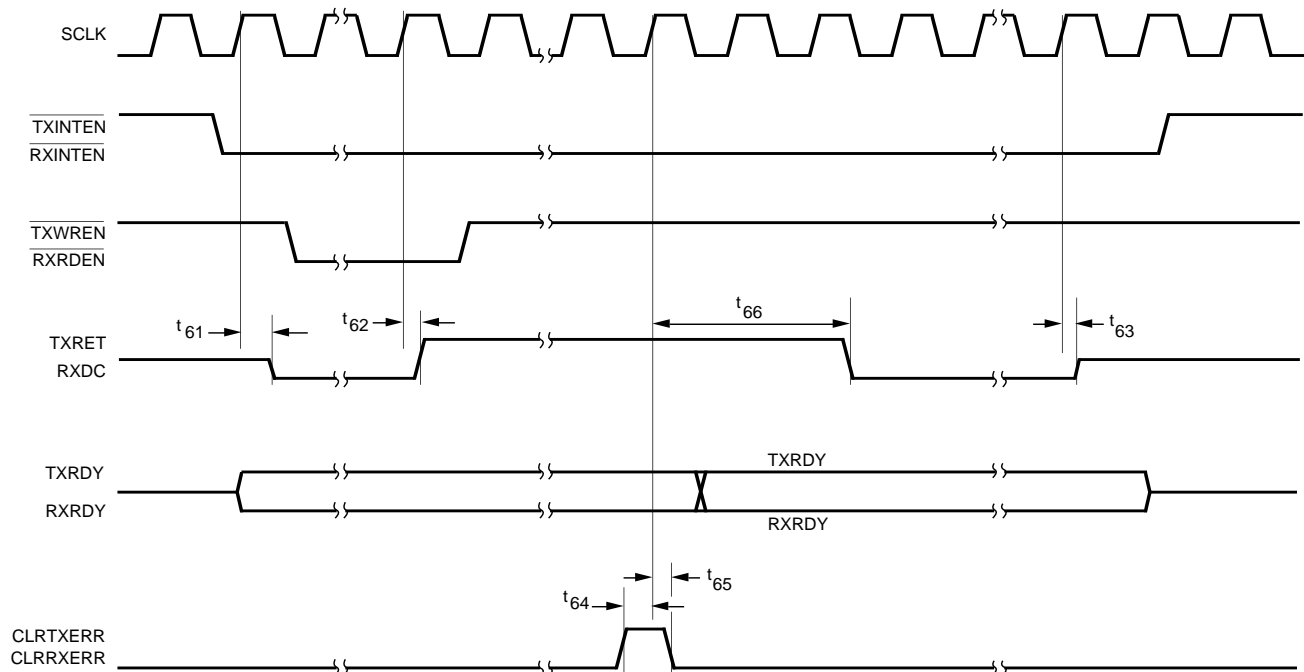 SCLK
TXINTEN
RXINTEN
TXWREN
RXRDEN
t61
t62
t66
t63
TXRET
RXDC
TXRDY
TXRDY
RXRDY
RXRDY
t65
t64
CLRTXERR
CLRRXERR